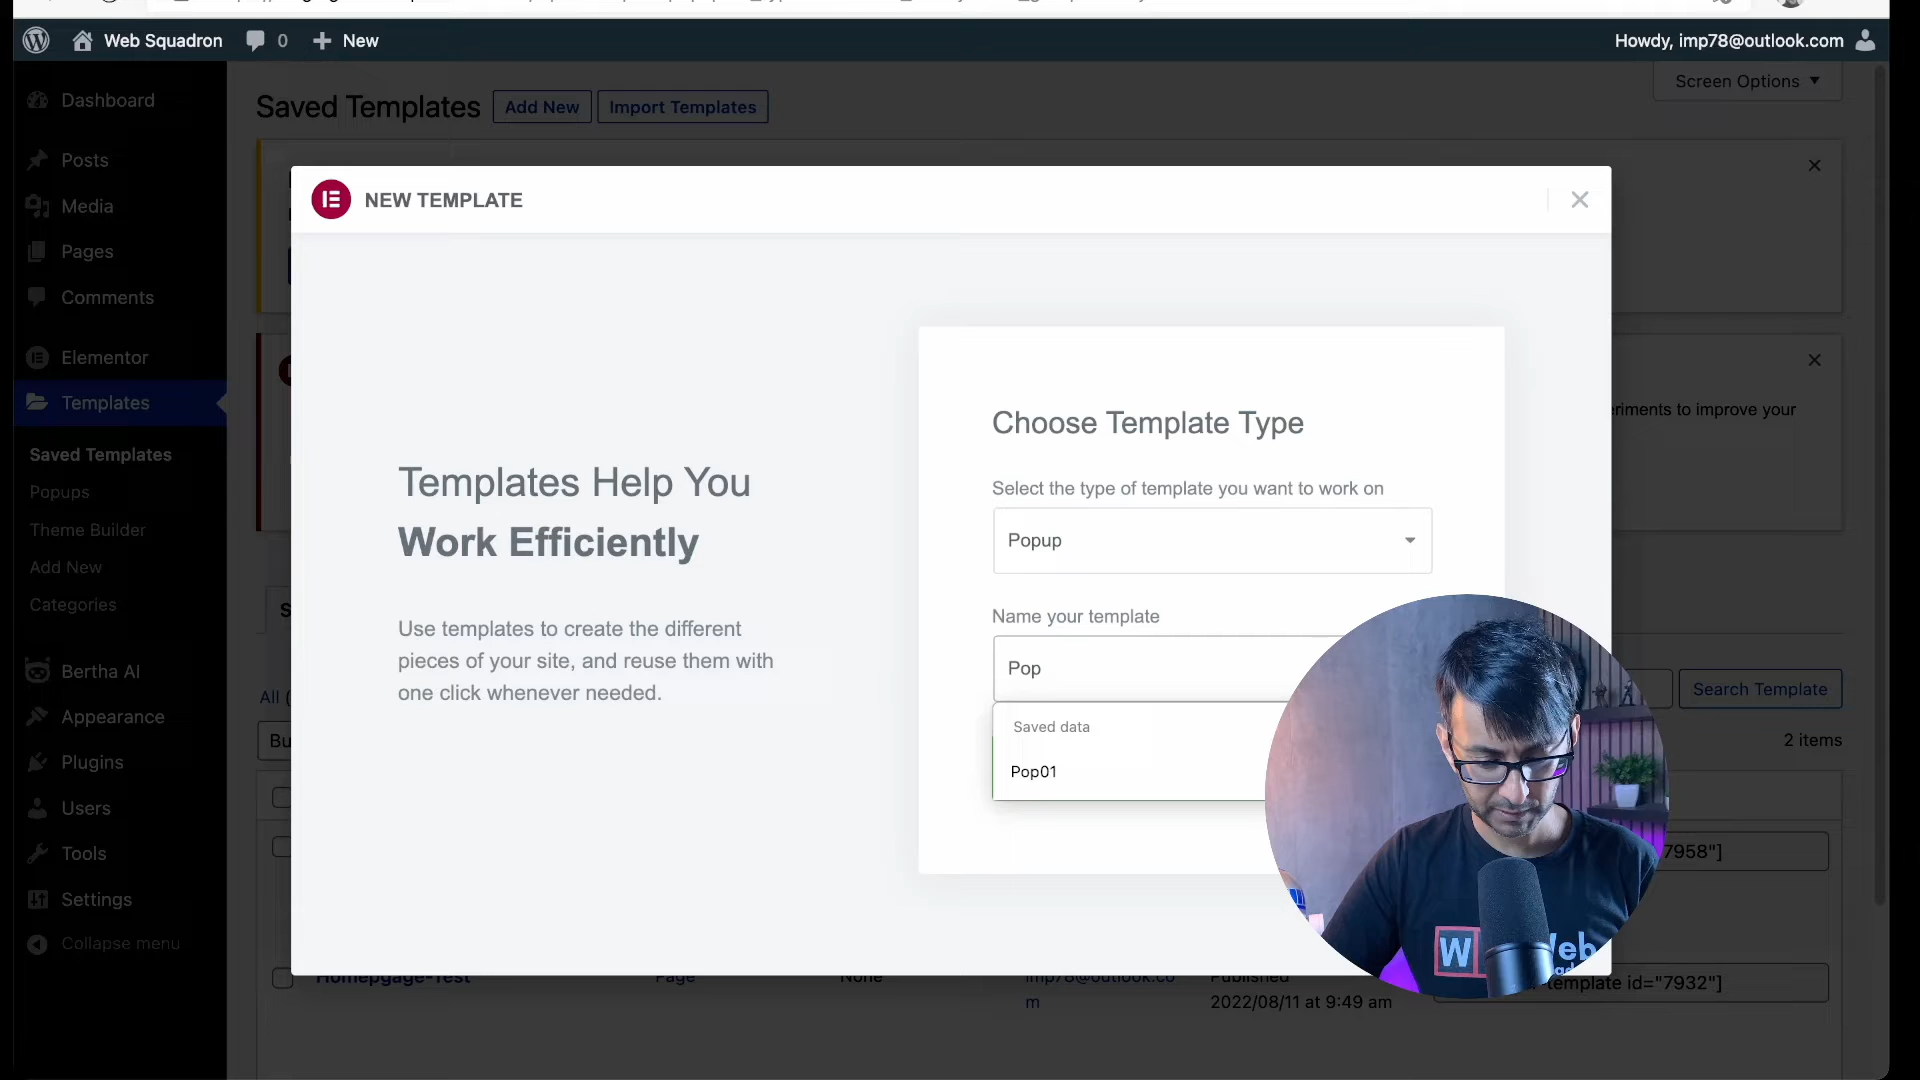 Web Squadron
0
New
Howdy, imp78@outlook.com
Dashboard
Posts
Media
Pages
Comments
Elementor
Templates
Saved Templates
Popups
Theme Builder
Add New
Categories
Bertha AI
Appearance
Plugins
Users
Tools
Settings
Collapse menu
Saved Templates
Add New
Import Templates
Screen Options
NEW TEMPLATE
Templates Help You
Work Efficiently
Use templates to create the different
pieces of your site, and reuse them with
one click whenever needed.
Choose Template Type
Select the type of template you want to work on
Popup
Name your template
Pop
Saved data
Pop01
riments to improve your
All (
Bu
Search Template
2 items
7958"]
Homepgage-Test
Page
None
imp78@outlook.co
m
Published
2022/08/11 at 9:49 am
template id="7932"]
W